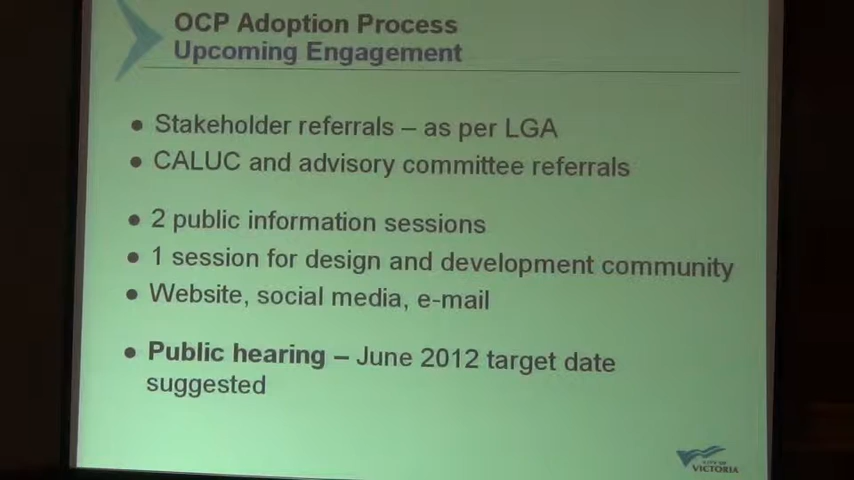 OCP Adoption Process
Upcoming Engagement
• Stakeholder referrals – as per LGA
• CALUC and advisory committee referrals
• 2 public information sessions
• 1 session for design and development community
• Website, social media, e-mail
• Public hearing – June 2012 target date
suggested
CITY OF
VICTORIA